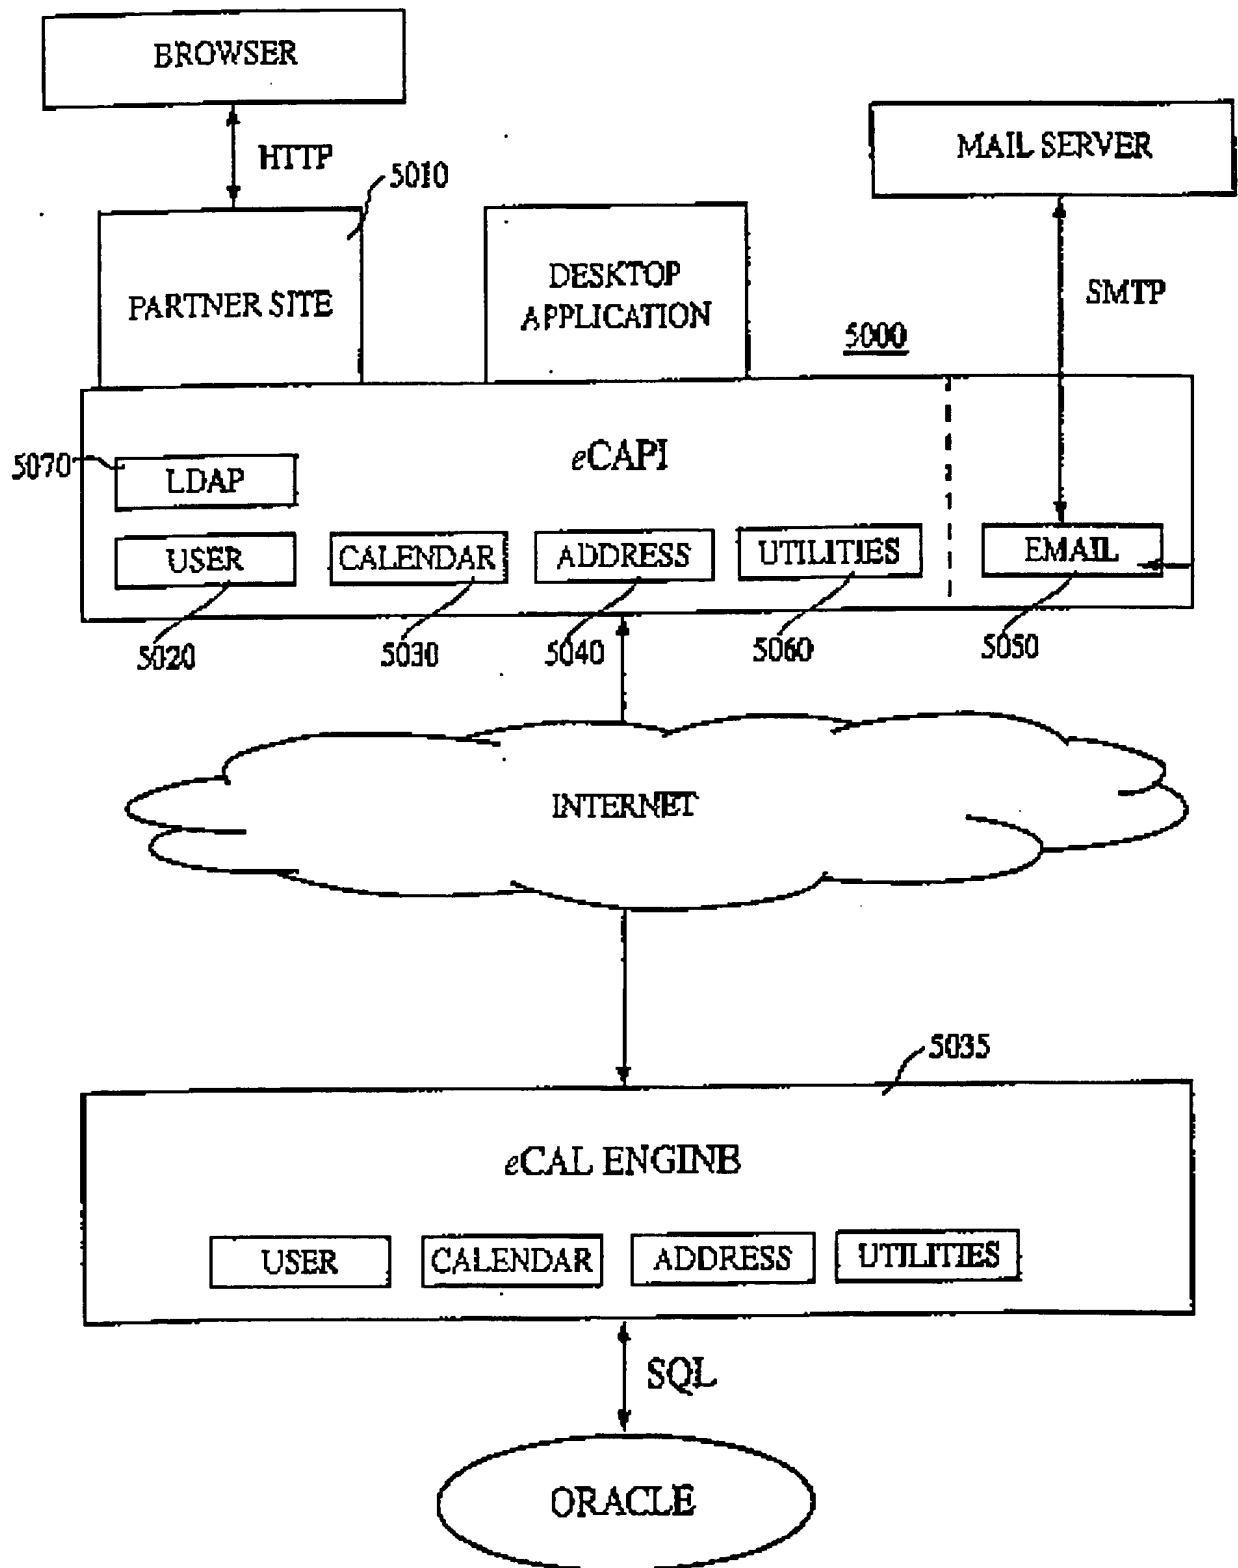 BROWSER
HTTP
MAIL SERVER
5010
PARTNER SITE
DESKTOP
APPLICATION
SMTP
5000
eCAPI
5070
LDAP
USER
CALENDAR
ADDRESS
UTILITIES
EMAIL
5020
5030
5040
5060
5050
INTERNET
5035
eCAL ENGINE
USER
CALENDAR
ADDRESS
UTILITIES
SQL
ORACLE